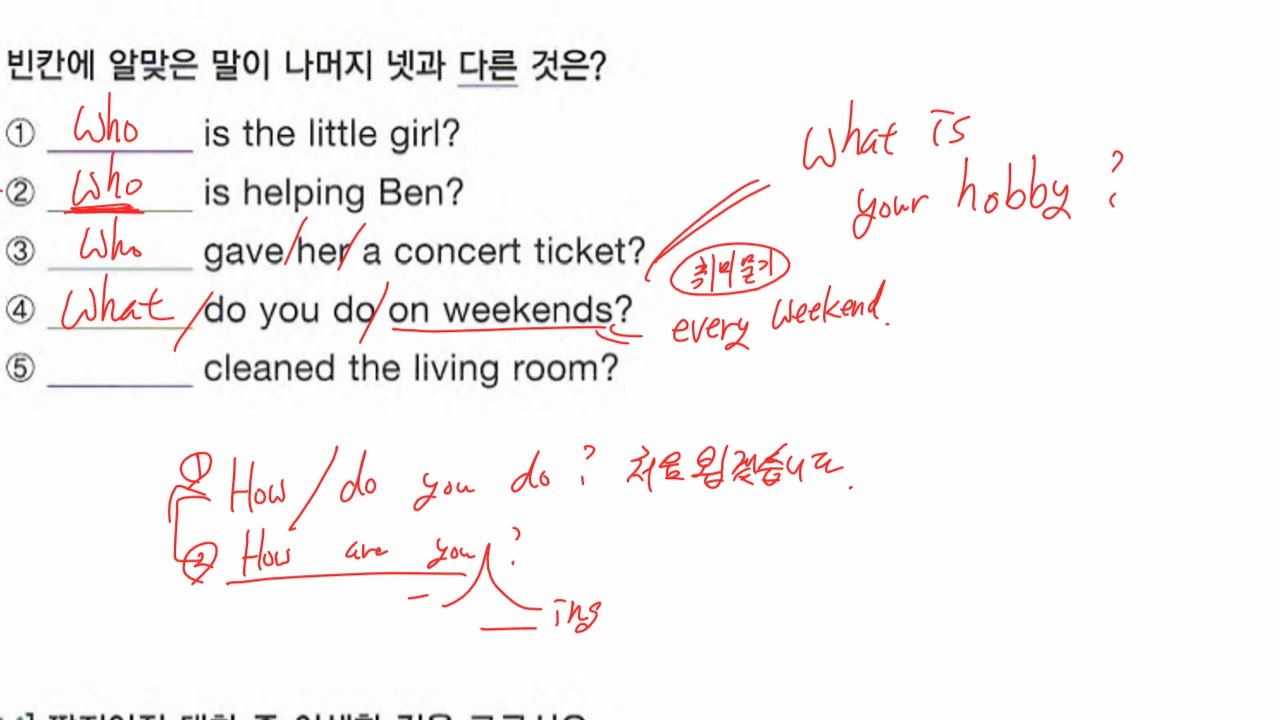 빈칸에 알맞은 말이 나머지 넷과 다른 것은?
① Who is the little girl?
② Who is helping Ben?
③ Who gave/her/a concert ticket?
④ What/do you do/on weekends?
⑤ ________ cleaned the living room?
What is
your hobby?
취미묻기
every weekend.
① How/do you do? 처음 뵙겠습니다.
② How are you?
ing